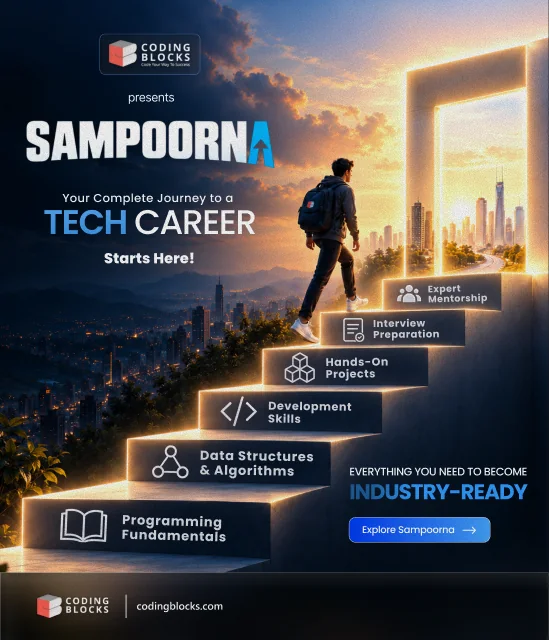 CODING
BLOCKS
Code Your Way To Success
presents
SAMPOORNA
Your Complete Journey to a
TECH CAREER
Starts Here!
Expert
Mentorship
Interview
Preparation
Hands-On
Projects
Development
Skills
Data Structures
& Algorithms
Programming
Fundamentals
EVERYTHING YOU NEED TO BECOME
INDUSTRY-READY
Explore Sampoorna
CODING
BLOCKS
codingblocks.com